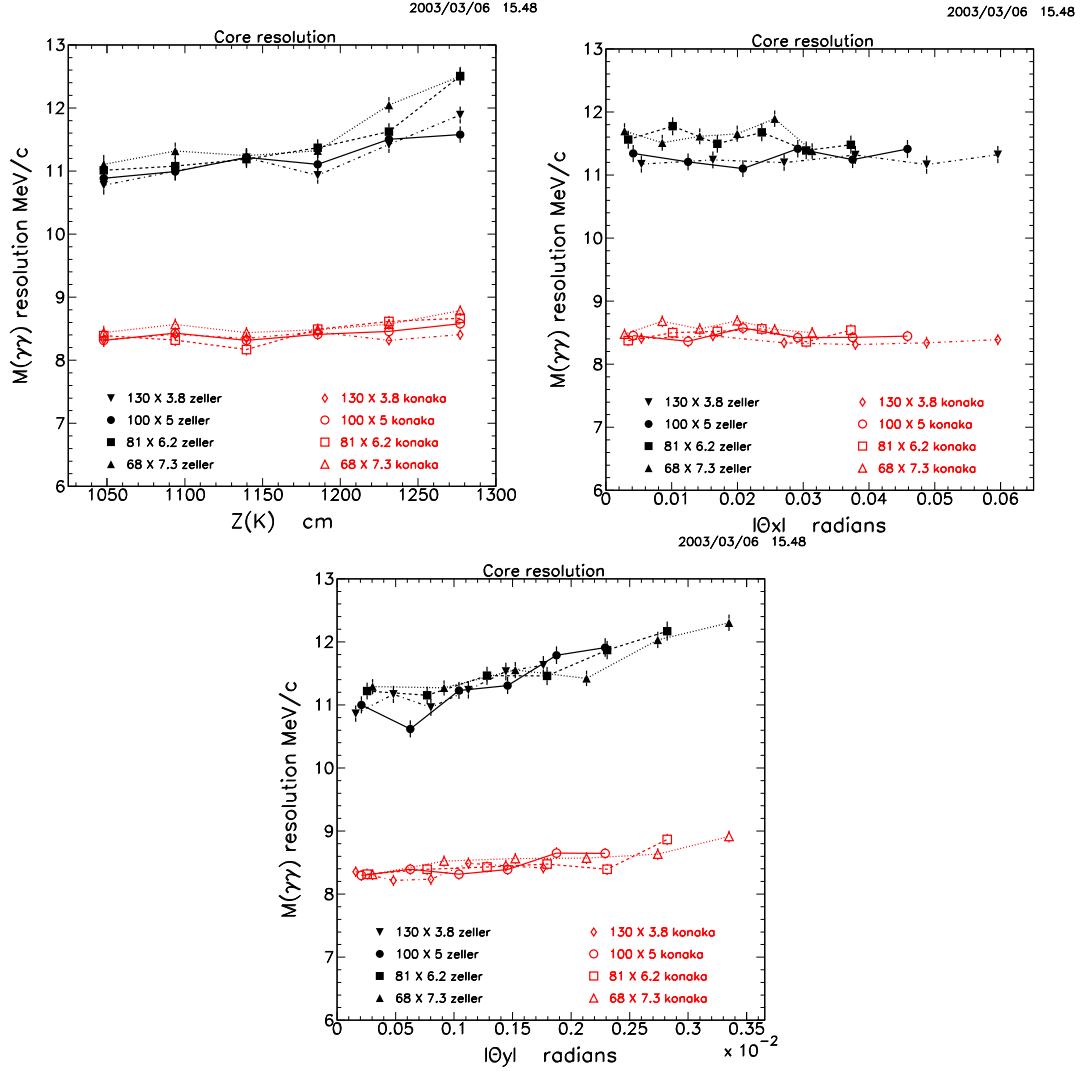 2003/03/06 15.48
Core resolution
M(γγ) resolution MeV/c
13
12
11
10
9
8
7
6
130 X 3.8 zeller
100 X 5 zeller
81 X 6.2 zeller
68 X 7.3 zeller
130 X 3.8 konaka
100 X 5 konaka
81 X 6.2 konaka
68 X 7.3 konaka
1050 1100 1150 1200 1250 1300
Z(K) cm
2003/03/06 15.48
Core resolution
M(γγ) resolution MeV/c
13
12
11
10
9
8
7
6
130 X 3.8 zeller
100 X 5 zeller
81 X 6.2 zeller
68 X 7.3 zeller
130 X 3.8 konaka
100 X 5 konaka
81 X 6.2 konaka
68 X 7.3 konaka
0 0.01 0.02 0.03 0.04 0.05 0.06
|Θx| radians
2003/03/06 15.48
Core resolution
M(γγ) resolution MeV/c
13
12
11
10
9
8
7
6
130 X 3.8 zeller
100 X 5 zeller
81 X 6.2 zeller
68 X 7.3 zeller
130 X 3.8 konaka
100 X 5 konaka
81 X 6.2 konaka
68 X 7.3 konaka
0 0.05 0.1 0.15 0.2 0.25 0.3 0.35
x 10⁻²
|Θy| radians